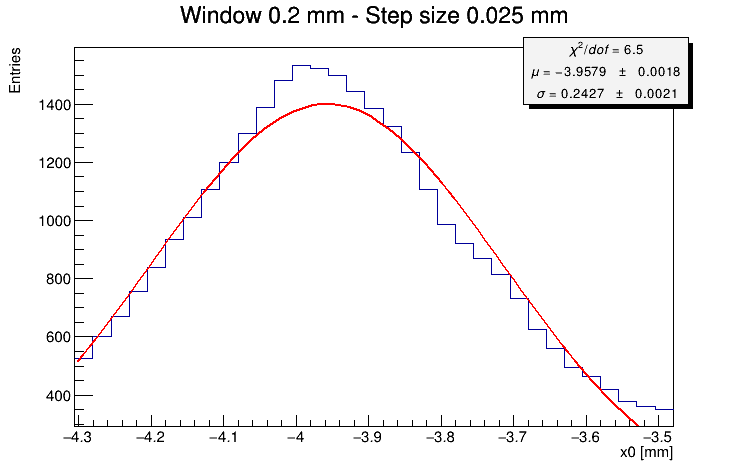 Window 0.2 mm - Step size 0.025 mm
χ²/dof = 6.5
μ = −3.9579 ± 0.0018
σ = 0.2427 ± 0.0021
Entries
1400
1200
1000
800
600
400
−4.3 −4.2 −4.1 −4 −3.9 −3.8 −3.7 −3.6 −3.5
x0 [mm]